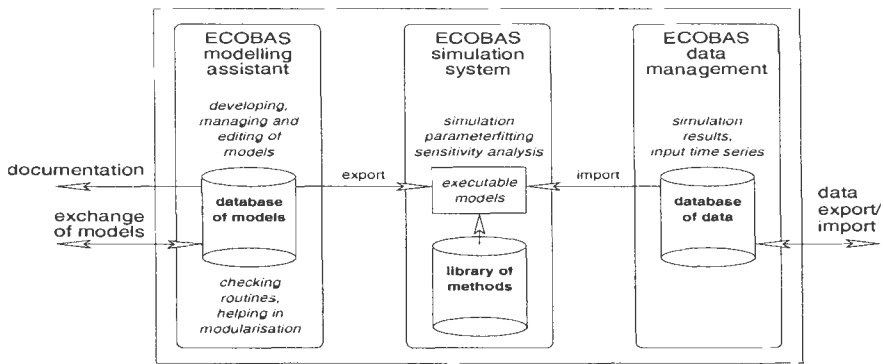 ECOBAS
modelling
assistant
developing,
managing and
editing of
models
documentation
database
of models
exchange
of models
checking
routines,
helping in
modularisation
export
ECOBAS
simulation
system
simulation
parameterfitting
sensitivity analysis
executable
models
library of
methods
import
ECOBAS
data
management
simulation
results,
input time series
database
of data
data
export/
import